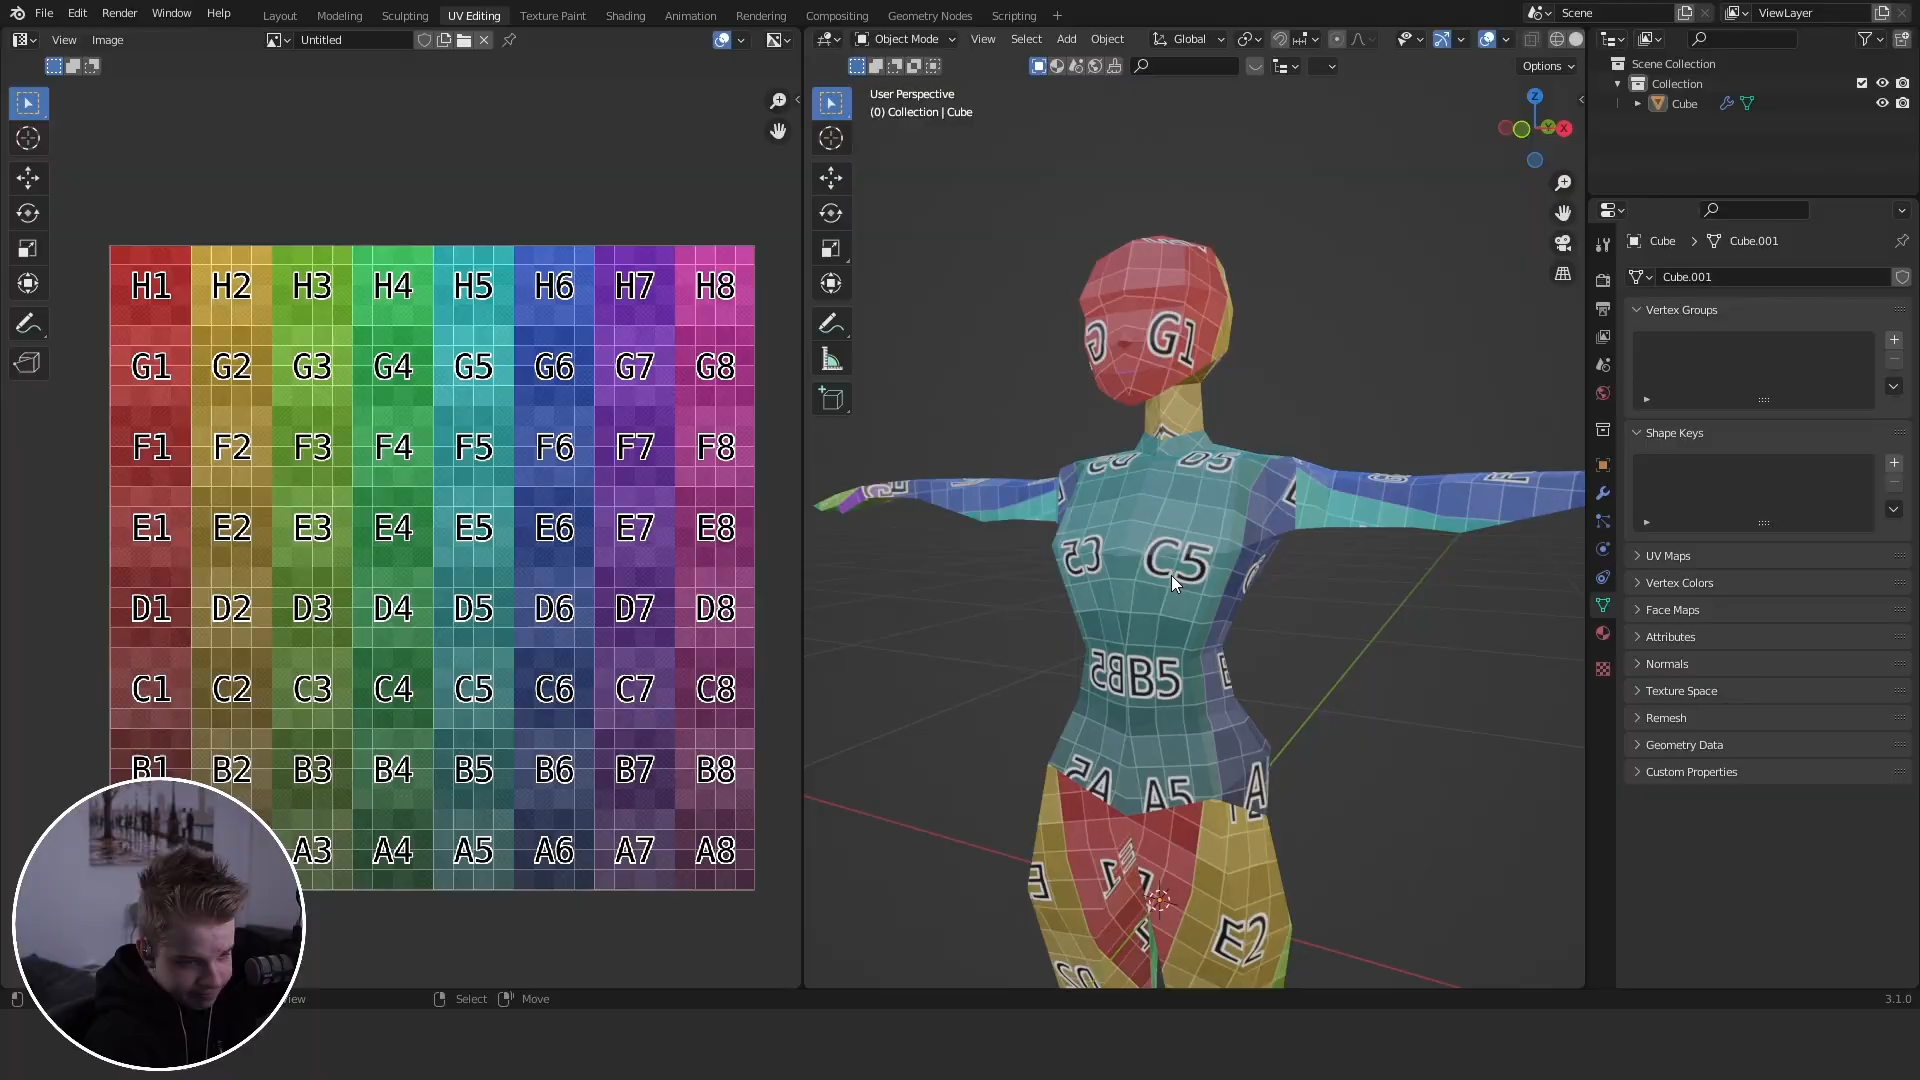 File Edit Render Window Help
Layout Modeling Sculpting UV Editing Texture Paint Shading Animation Rendering Compositing Geometry Nodes Scripting +
Scene
ViewLayer
View Image
Untitled
Object Mode
View Select Add Object
Global
Options
User Perspective
(0) Collection | Cube
Z
Y
X
H1 H2 H3 H4 H5 H6 H7 H8
G1 G2 G3 G4 G5 G6 G7 G8
F1 F2 F3 F4 F5 F6 F7 F8
E1 E2 E3 E4 E5 E6 E7 E8
D1 D2 D3 D4 D5 D6 D7 D8
C1 C2 C3 C4 C5 C6 C7 C8
B1 B2 B3 B4 B5 B6 B7 B8
A3 A4 A5 A6 A7 A8
G1
D5
C5
B5
A5
E2
Scene Collection
Collection
Cube
Cube > Cube.001
Cube.001
Vertex Groups
Shape Keys
UV Maps
Vertex Colors
Face Maps
Attributes
Normals
Texture Space
Remesh
Geometry Data
Custom Properties
Select
Move
3.1.0